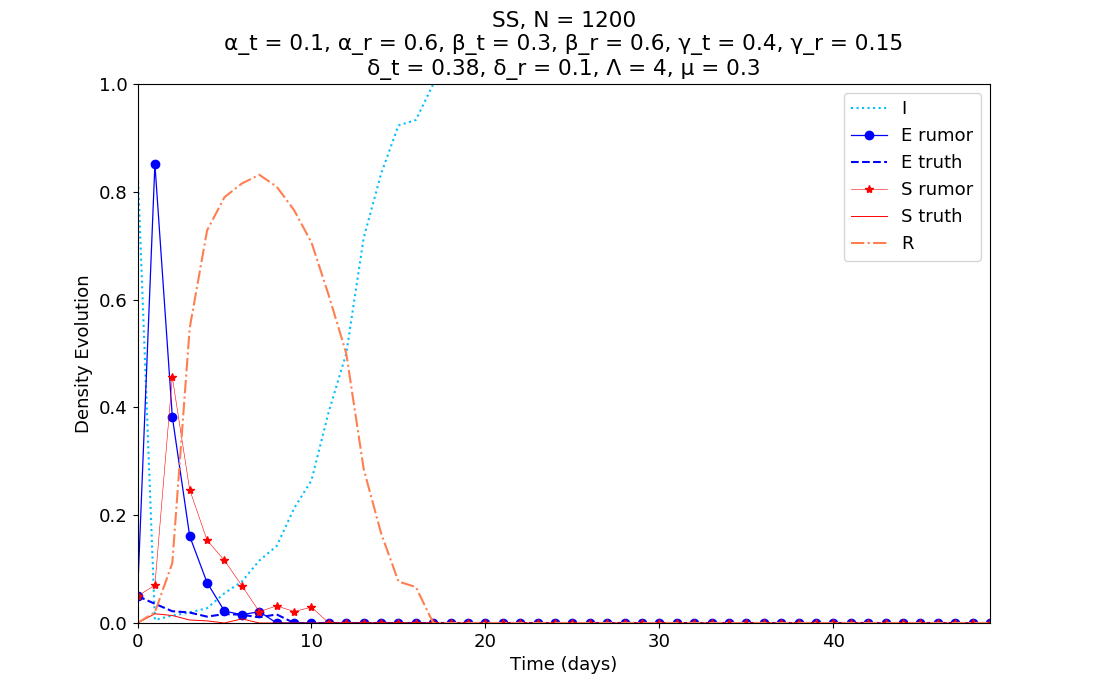 SS, N = 1200
α_t = 0.1, α_r = 0.6, β_t = 0.3, β_r = 0.6, γ_t = 0.4, γ_r = 0.15
δ_t = 0.38, δ_r = 0.1, Λ = 4, μ = 0.3
1.0
0.8
0.6
0.4
0.2
0.0
Density Evolution
I
E rumor
E truth
S rumor
S truth
R
0
10
20
30
40
Time (days)